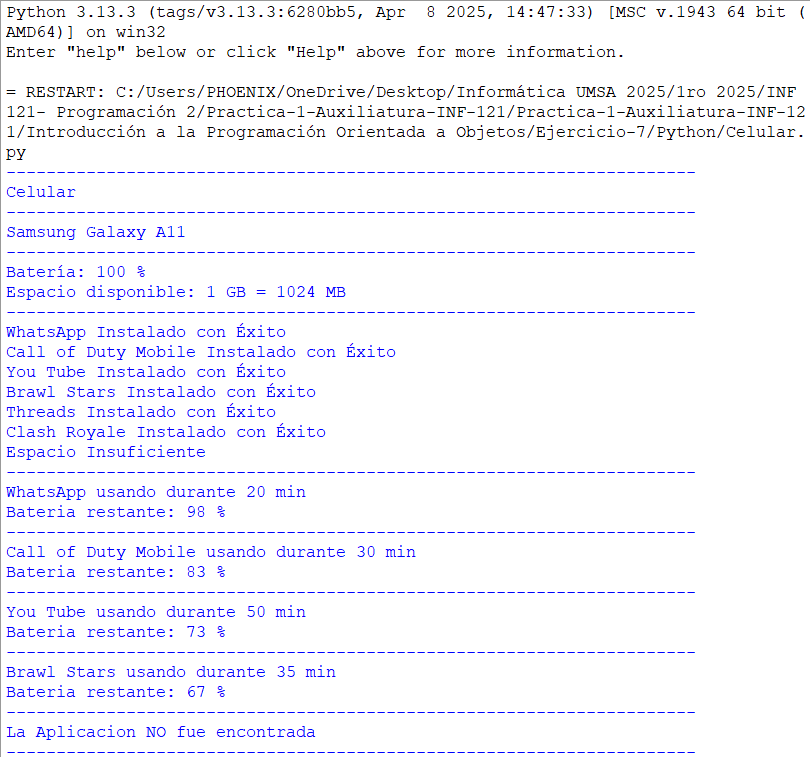 Python 3.13.3 (tags/v3.13.3:6280bb5, Apr  8 2025, 14:47:33) [MSC v.1943 64 bit (
AMD64)] on win32
Enter "help" below or click "Help" above for more information.
= RESTART: C:/Users/PHOENIX/OneDrive/Desktop/Informática UMSA 2025/1ro 2025/INF
121- Programación 2/Practica-1-Auxiliatura-INF-121/Practica-1-Auxiliatura-INF-12
1/Introducción a la Programación Orientada a Objetos/Ejercicio-7/Python/Celular.
py
---------------------------------------------------------------------
Celular
---------------------------------------------------------------------
Samsung Galaxy A11
---------------------------------------------------------------------
Batería: 100 %
Espacio disponible: 1 GB = 1024 MB
---------------------------------------------------------------------
WhatsApp Instalado con Éxito
Call of Duty Mobile Instalado con Éxito
You Tube Instalado con Éxito
Brawl Stars Instalado con Éxito
Threads Instalado con Éxito
Clash Royale Instalado con Éxito
Espacio Insuficiente
---------------------------------------------------------------------
WhatsApp usando durante 20 min
Bateria restante: 98 %
---------------------------------------------------------------------
Call of Duty Mobile usando durante 30 min
Bateria restante: 83 %
---------------------------------------------------------------------
You Tube usando durante 50 min
Bateria restante: 73 %
---------------------------------------------------------------------
Brawl Stars usando durante 35 min
Bateria restante: 67 %
---------------------------------------------------------------------
La Aplicacion NO fue encontrada
---------------------------------------------------------------------